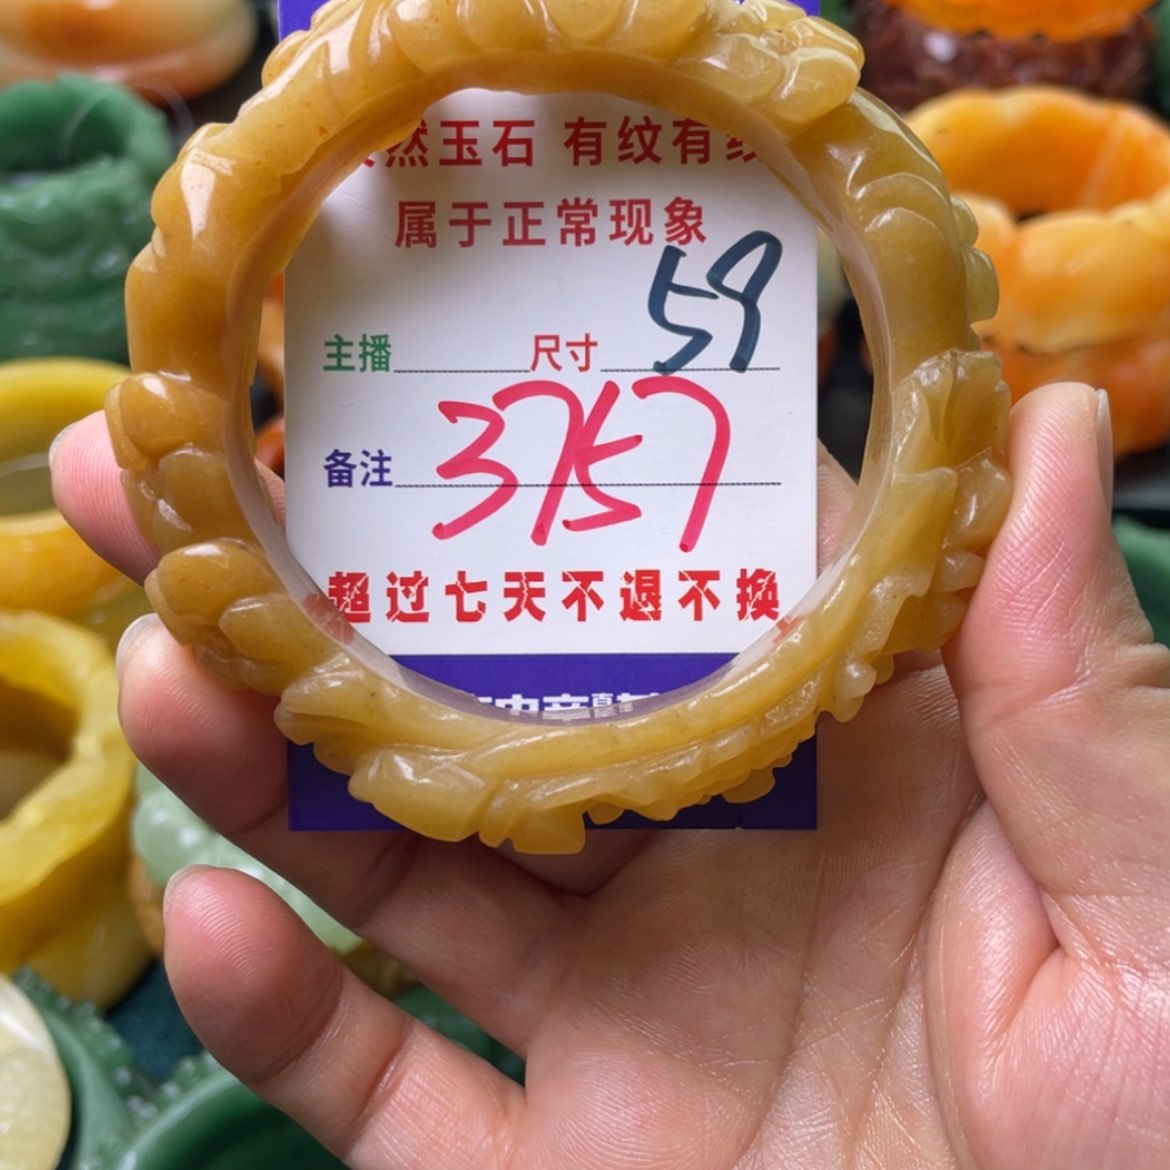 然玉石 有纹有
属于正常现象
主播 尺寸 59
备注 3757
超过七天不退不换